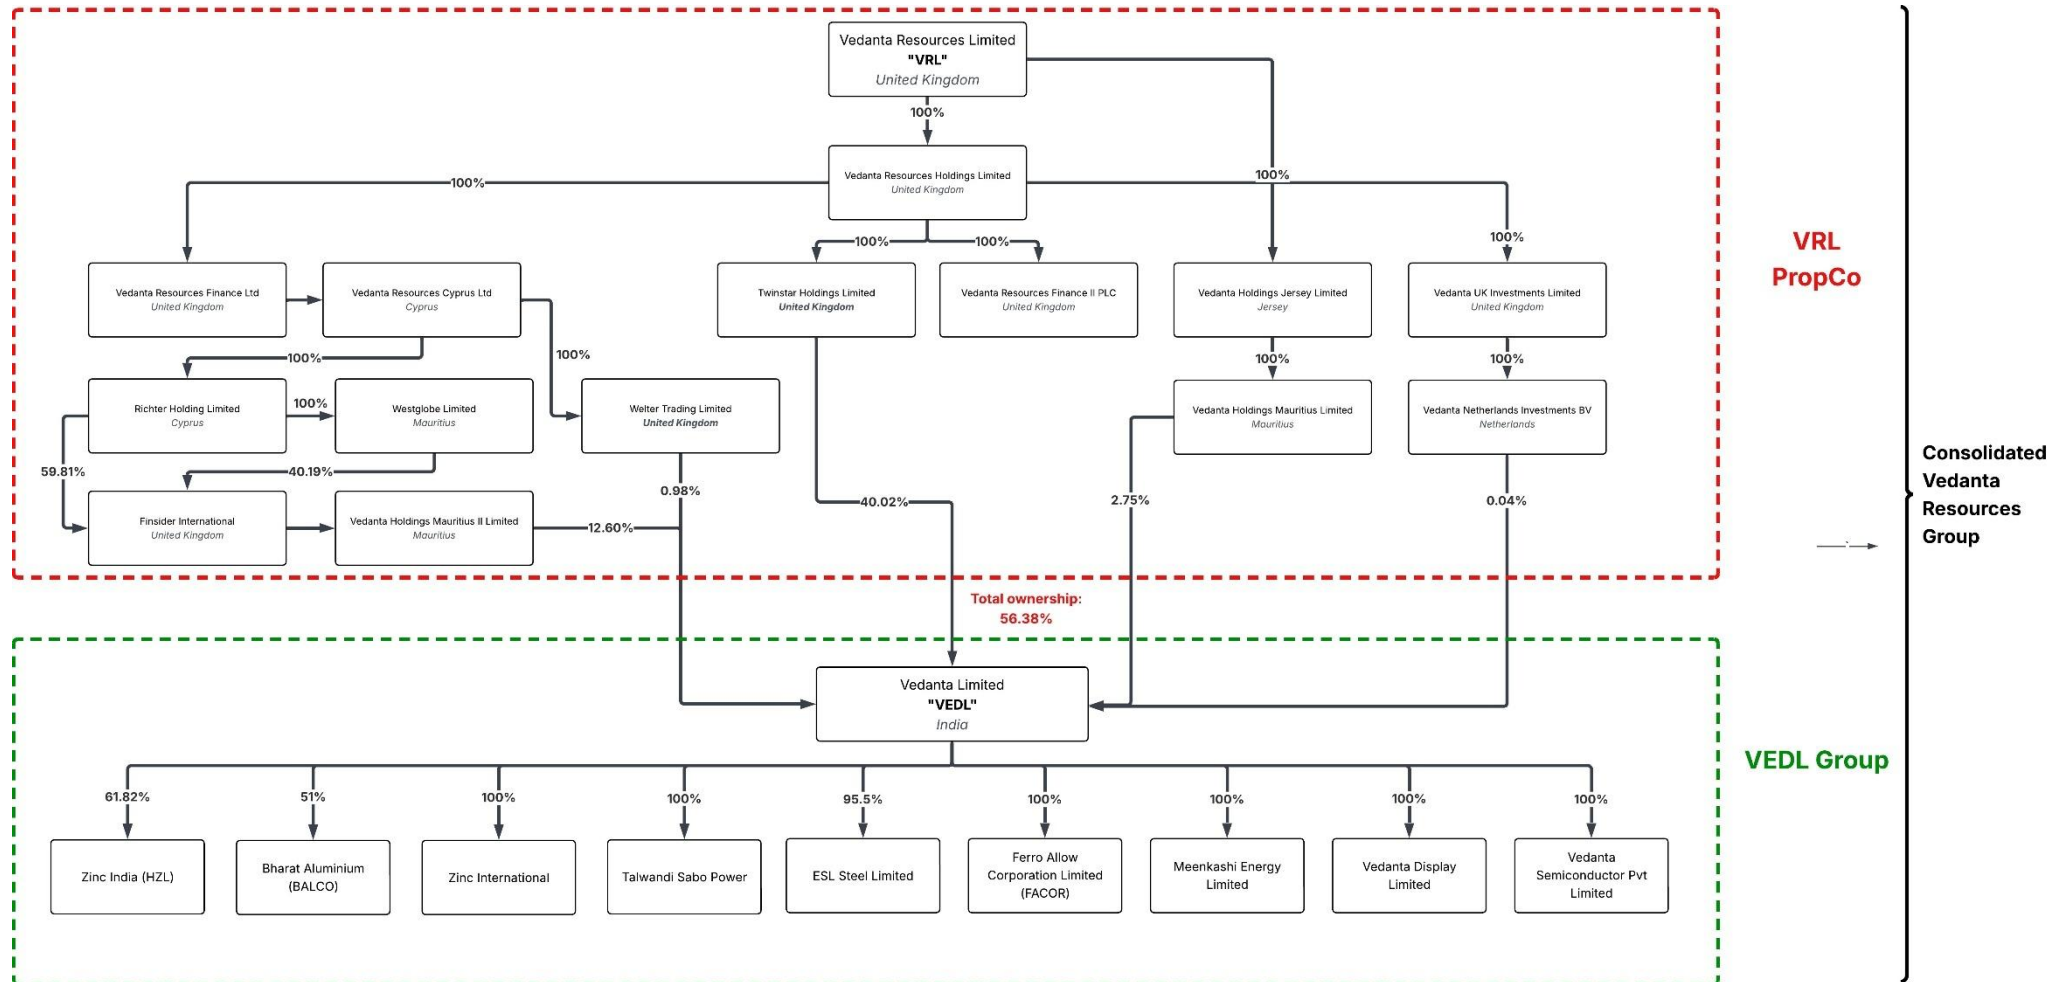 Vedanta Resources Limited
"VRL"
United Kingdom
100%
Vedanta Resources Holdings Limited
United Kingdom
100%
100%
100%
100%
100%
VRL
PropCo
Vedanta Resources Finance Ltd
United Kingdom
Vedanta Resources Cyprus Ltd
Cyprus
Twinstar Holdings Limited
United Kingdom
Vedanta Resources Finance II PLC
United Kingdom
Vedanta Holdings Jersey Limited
Jersey
Vedanta UK Investments Limited
United Kingdom
100%
100%
100%
100%
Richter Holding Limited
Cyprus
100%
Westglobe Limited
Mauritius
Welter Trading Limited
United Kingdom
Vedanta Holdings Mauritius Limited
Mauritius
Vedanta Netherlands Investments BV
Netherlands
59.81%
40.19%
0.98%
40.02%
2.75%
0.04%
Finsider International
United Kingdom
Vedanta Holdings Mauritius II Limited
Mauritius
12.60%
Consolidated
Vedanta
Resources
Group
Total ownership:
56.38%
Vedanta Limited
"VEDL"
India
VEDL Group
61.82%
51%
100%
100%
95.5%
100%
100%
100%
100%
Zinc India (HZL)
Bharat Aluminium
(BALCO)
Zinc International
Talwandi Sabo Power
ESL Steel Limited
Ferro Allow
Corporation Limited
(FACOR)
Meenkashi Energy
Limited
Vedanta Display
Limited
Vedanta
Semiconductor Pvt
Limited